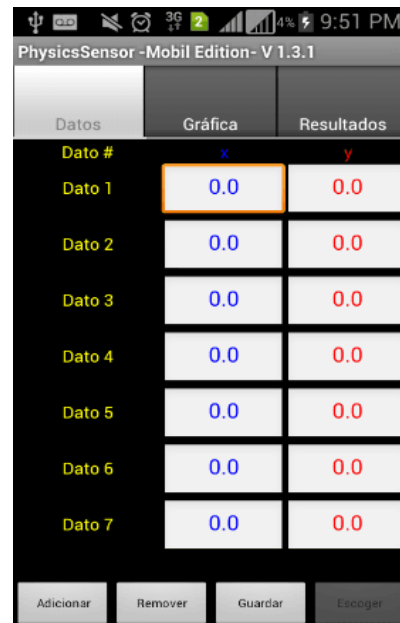 3G 2 4% 9:51 PM
PhysicsSensor -Mobil Edition- V 1.3.1
Datos Gráfica Resultados
Dato # x y
Dato 1 0.0 0.0
Dato 2 0.0 0.0
Dato 3 0.0 0.0
Dato 4 0.0 0.0
Dato 5 0.0 0.0
Dato 6 0.0 0.0
Dato 7 0.0 0.0
Adicionar Remover Guardar Escoger